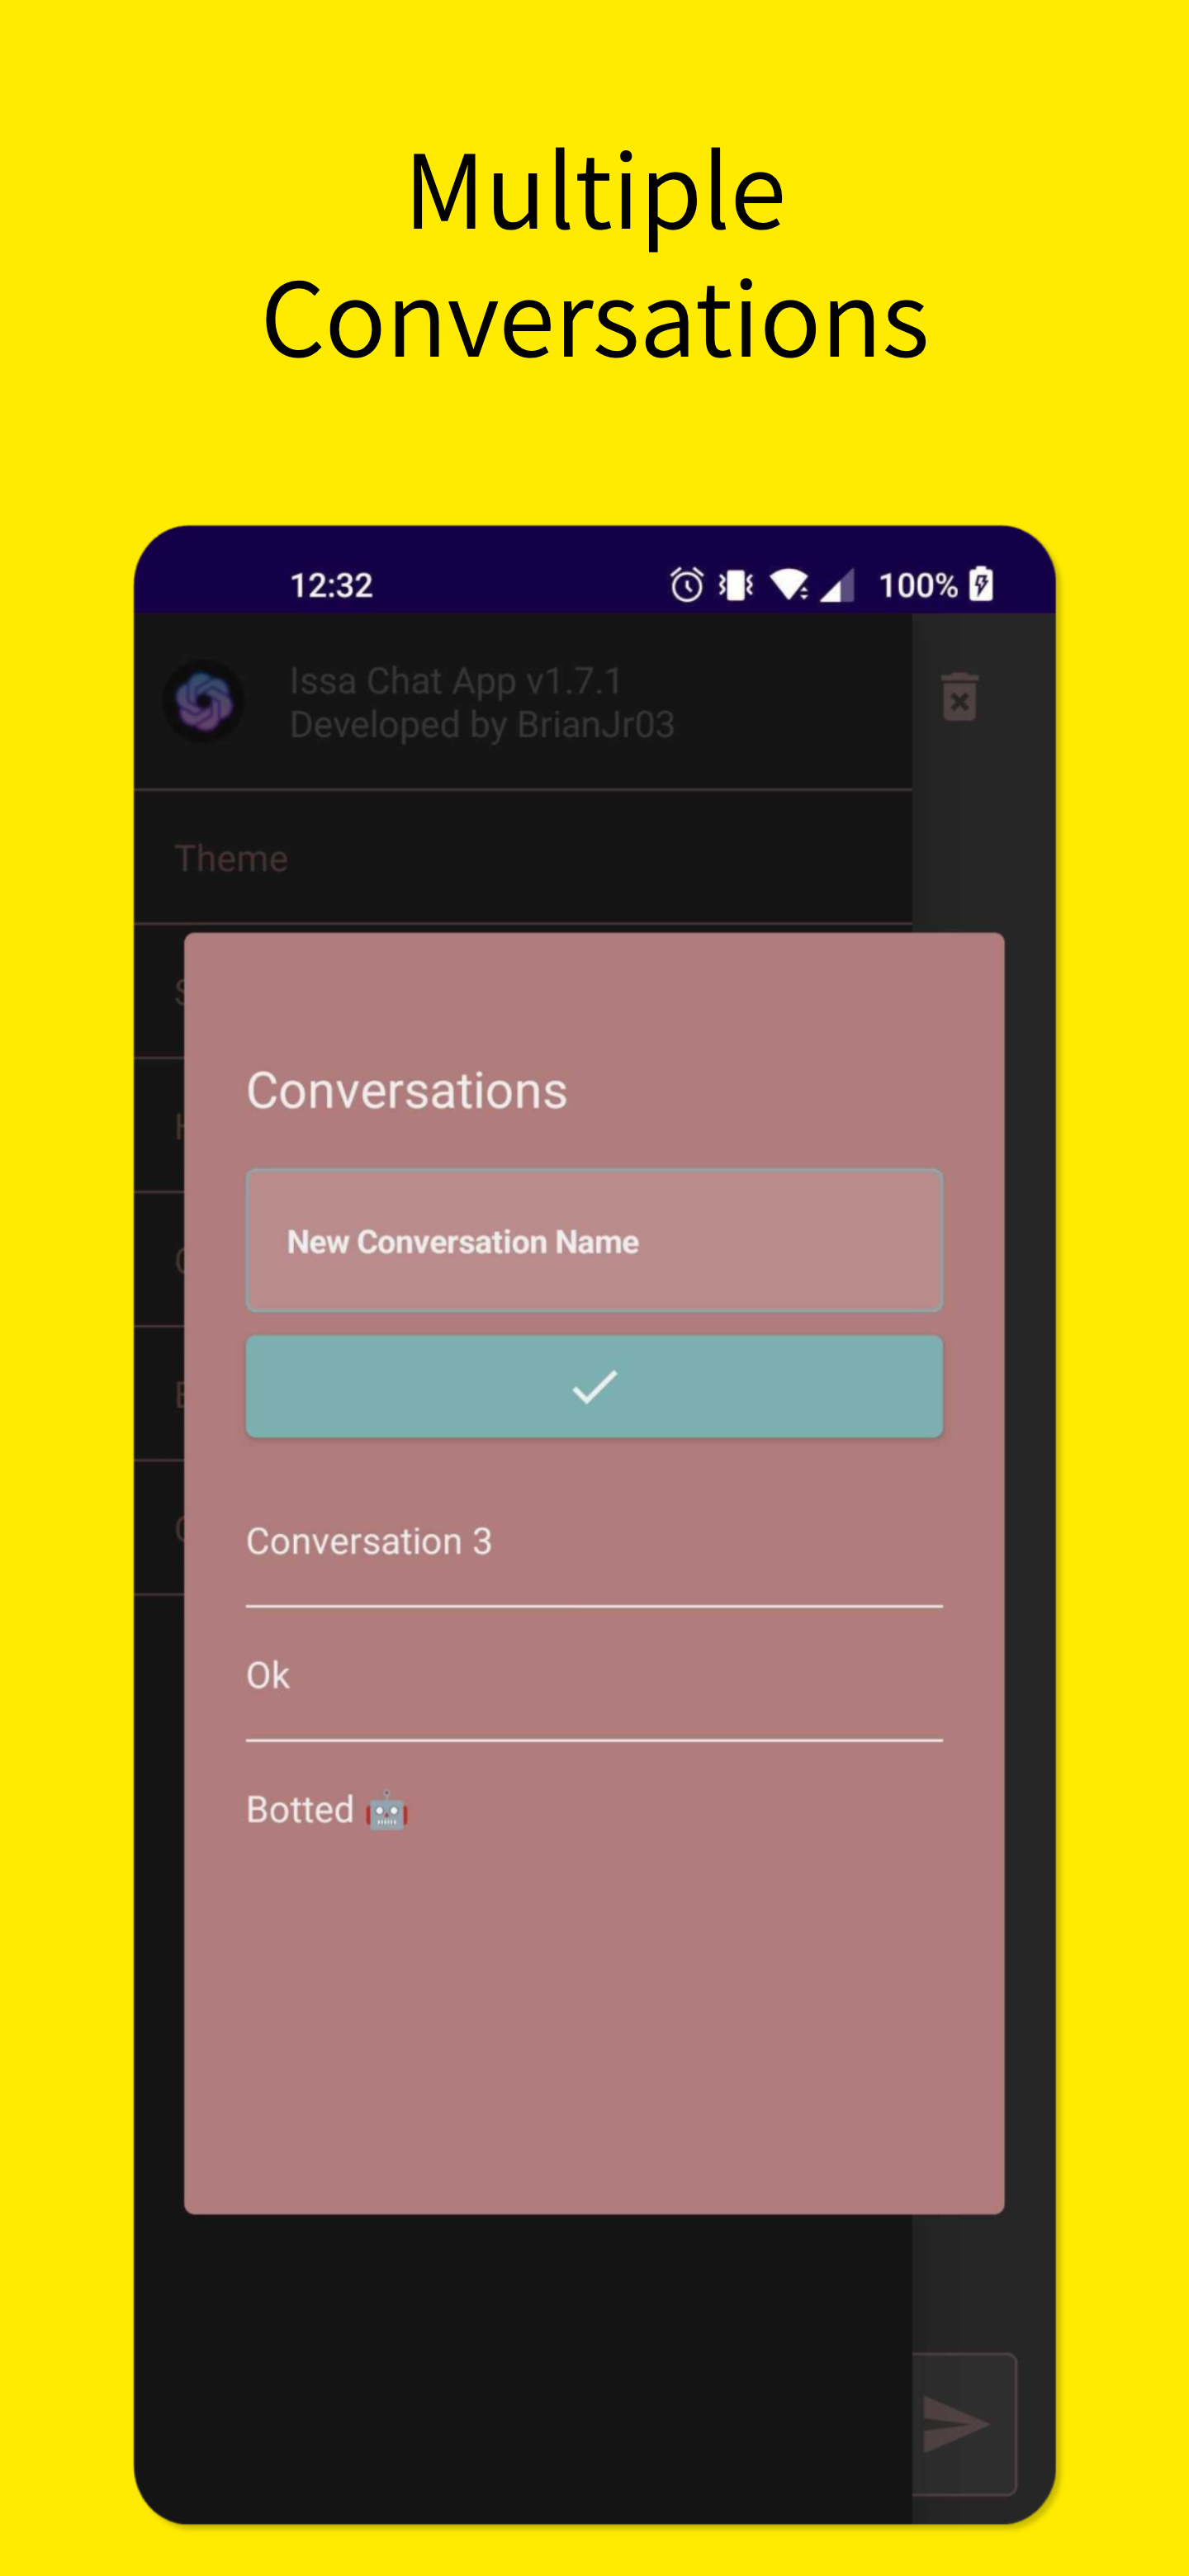 Multiple
Conversations
12:32
100%
Issa Chat App v1.7.1
Developed by BrianJr03
Theme
Conversations
New Conversation Name
Conversation 3
Ok
Botted 🤖